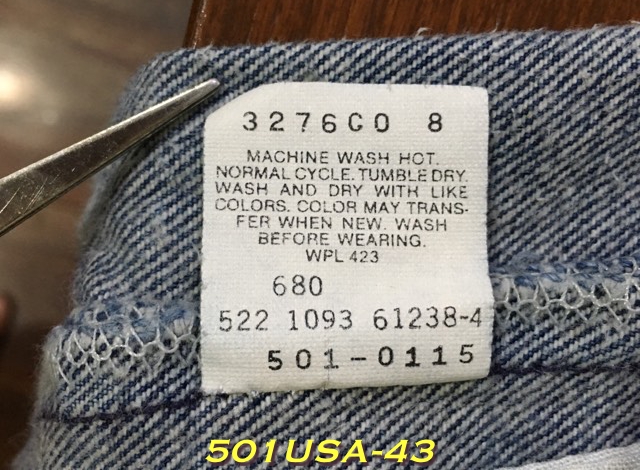 3276C0 8
MACHINE WASH HOT.
NORMAL CYCLE. TUMBLE DRY.
WASH AND DRY WITH LIKE
COLORS. COLOR MAY TRANS-
FER WHEN NEW. WASH
BEFORE WEARING.
WPL 423
680
522 1093 61238-4
501-0115
501USA-43